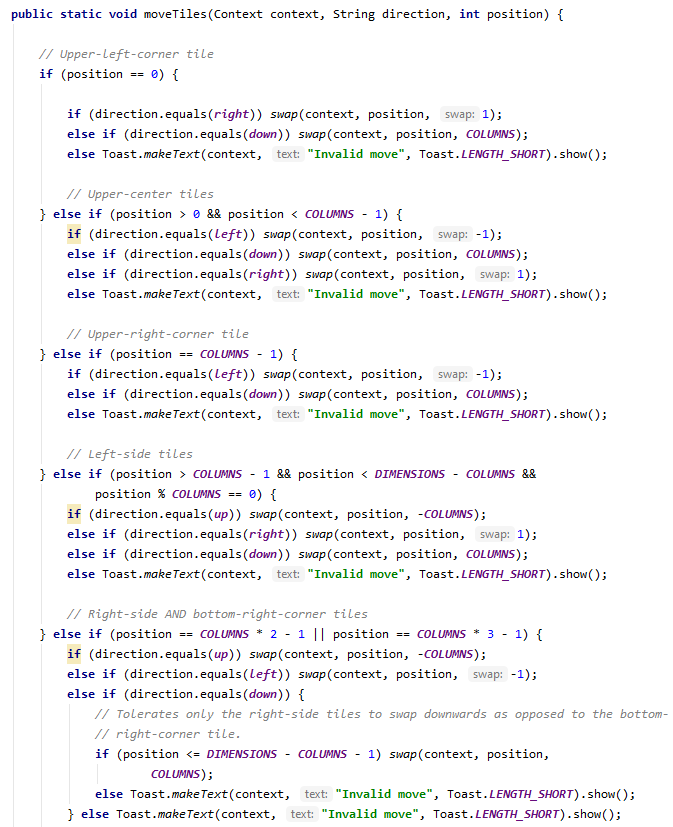 public static void moveTiles(Context context, String direction, int position) {
// Upper-left-corner tile
if (position == 0) {
if (direction.equals(right)) swap(context, position, swap: 1);
else if (direction.equals(down)) swap(context, position, COLUMNS);
else Toast.makeText(context, text: "Invalid move", Toast.LENGTH_SHORT).show();
// Upper-center tiles
} else if (position > 0 && position < COLUMNS - 1) {
if (direction.equals(left)) swap(context, position, swap: -1);
else if (direction.equals(down)) swap(context, position, COLUMNS);
else if (direction.equals(right)) swap(context, position, swap: 1);
else Toast.makeText(context, text: "Invalid move", Toast.LENGTH_SHORT).show();
// Upper-right-corner tile
} else if (position == COLUMNS - 1) {
if (direction.equals(left)) swap(context, position, swap: -1);
else if (direction.equals(down)) swap(context, position, COLUMNS);
else Toast.makeText(context, text: "Invalid move", Toast.LENGTH_SHORT).show();
// Left-side tiles
} else if (position > COLUMNS - 1 && position < DIMENSIONS - COLUMNS &&
position % COLUMNS == 0) {
if (direction.equals(up)) swap(context, position, -COLUMNS);
else if (direction.equals(right)) swap(context, position, swap: 1);
else if (direction.equals(down)) swap(context, position, COLUMNS);
else Toast.makeText(context, text: "Invalid move", Toast.LENGTH_SHORT).show();
// Right-side AND bottom-right-corner tiles
} else if (position == COLUMNS * 2 - 1 || position == COLUMNS * 3 - 1) {
if (direction.equals(up)) swap(context, position, -COLUMNS);
else if (direction.equals(left)) swap(context, position, swap: -1);
else if (direction.equals(down)) {
// Tolerates only the right-side tiles to swap downwards as opposed to the bottom-
// right-corner tile.
if (position <= DIMENSIONS - COLUMNS - 1) swap(context, position,
COLUMNS);
else Toast.makeText(context, text: "Invalid move", Toast.LENGTH_SHORT).show();
} else Toast.makeText(context, text: "Invalid move", Toast.LENGTH_SHORT).show();